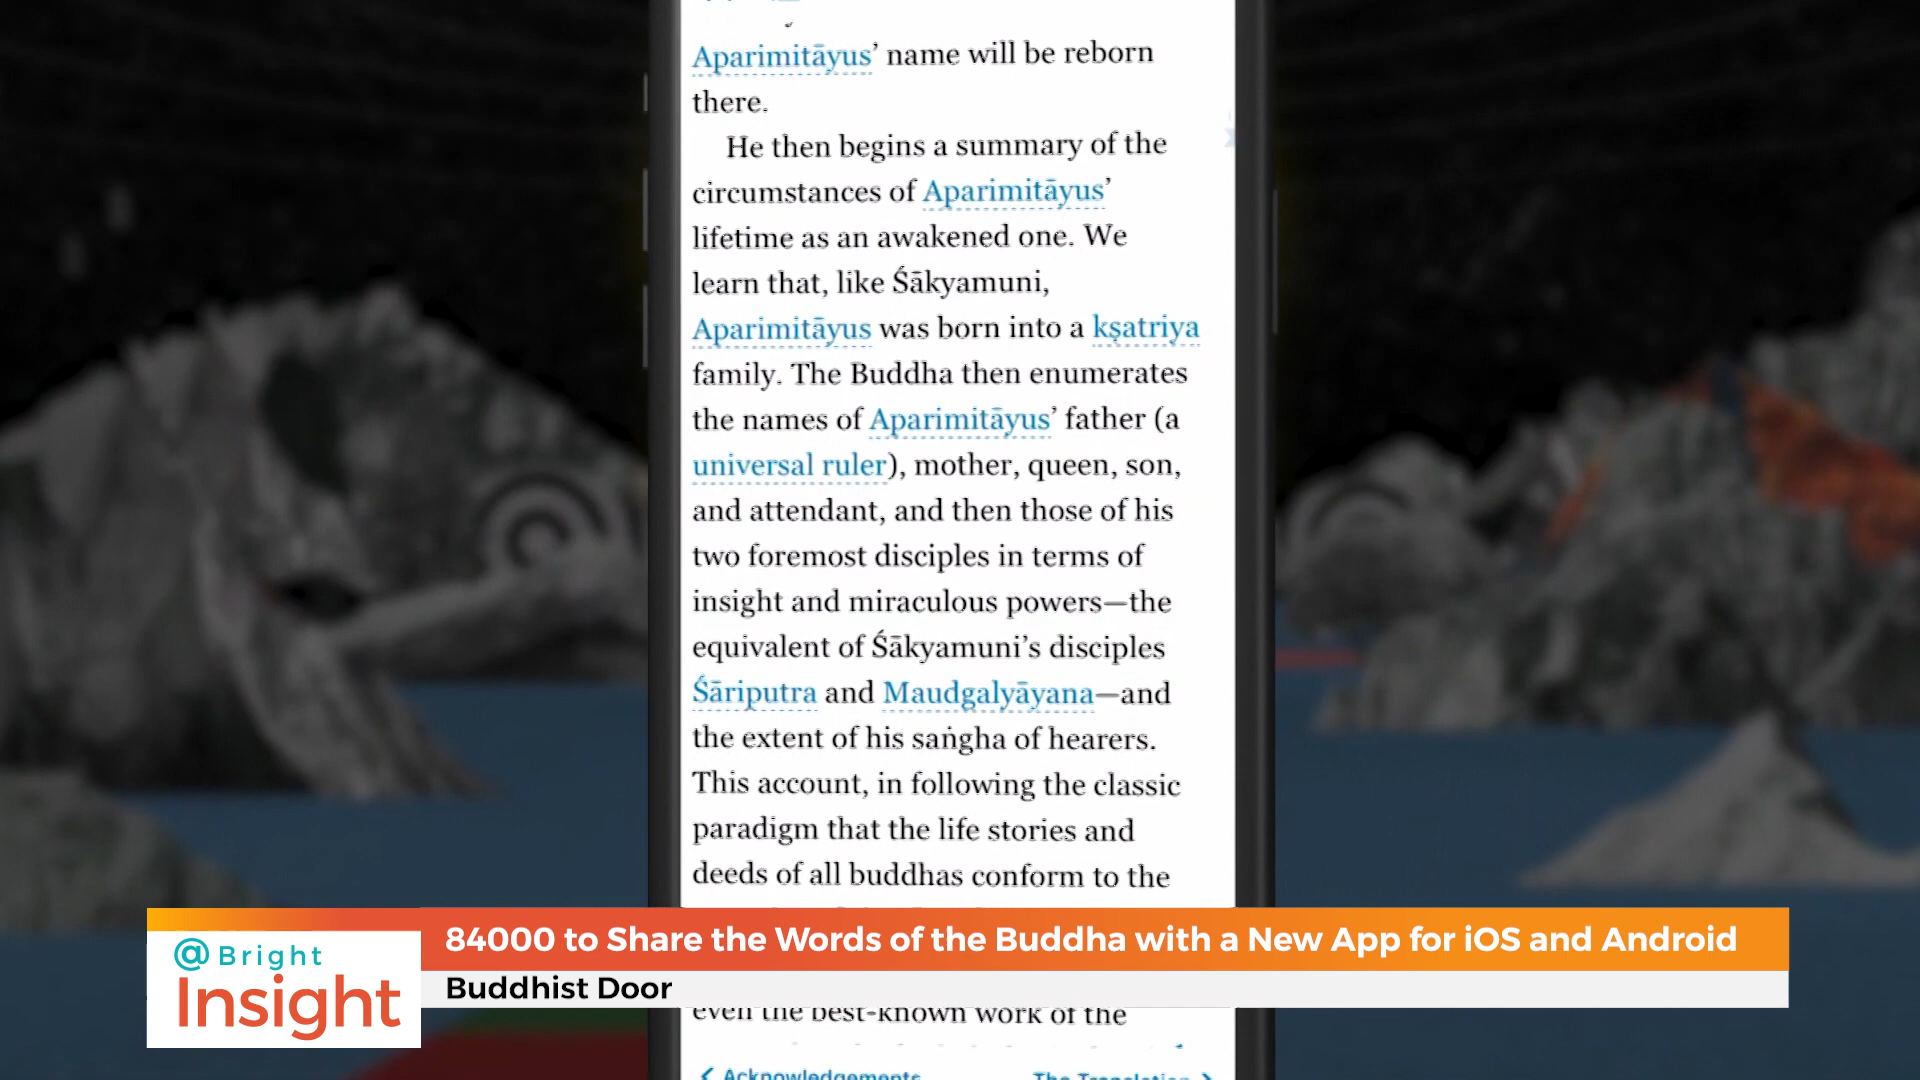 Aparimitāyus’ name will be reborn
there.
He then begins a summary of the
circumstances of Aparimitāyus’
lifetime as an awakened one. We
learn that, like Śākyamuni,
Aparimitāyus was born into a kṣatriya
family. The Buddha then enumerates
the names of Aparimitāyus’ father (a
universal ruler), mother, queen, son,
and attendant, and then those of his
two foremost disciples in terms of
insight and miraculous powers—the
equivalent of Śākyamuni’s disciples
Śāriputra and Maudgalyāyana—and
the extent of his saṅgha of hearers.
This account, in following the classic
paradigm that the life stories and
deeds of all buddhas conform to the
84000 to Share the Words of the Buddha with a New App for iOS and Android
@Bright
Insight
Buddhist Door
even the best-known work of the
Acknowledgements
The Translation